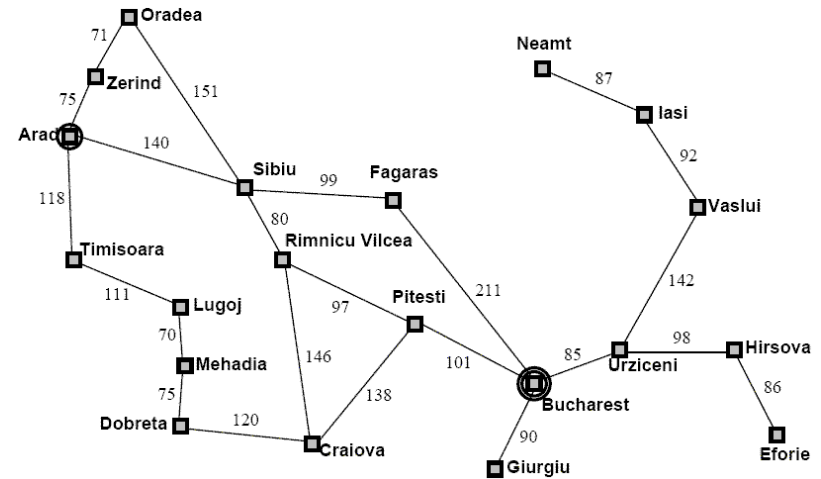 Oradea
71
Neamt
Zerind
87
75
151
Iasi
Arad
140
92
Sibiu
99
Fagaras
118
80
Vaslui
Timisoara
Rimnicu Vilcea
111
142
Lugoj
97
Pitesti
211
70
98
Hirsova
146
101
85
Urziceni
Mehadia
75
138
86
Bucharest
Dobreta
120
90
Craiova
Eforie
Giurgiu